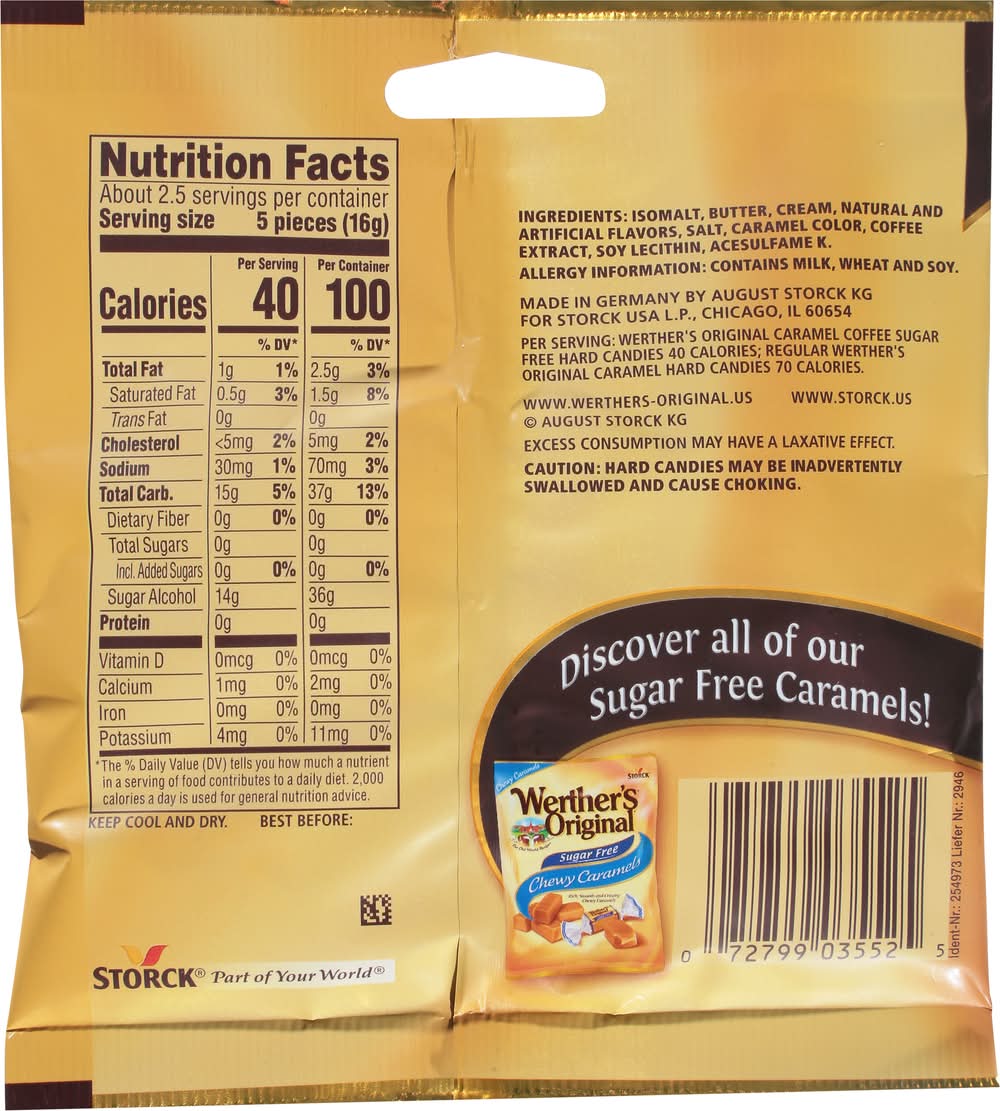 Nutrition Facts
About 2.5 servings per container
Serving size 5 pieces (16g)
Per Serving Per Container
Calories 40 100
% DV* % DV*
Total Fat 1g 1% 2.5g 3%
Saturated Fat 0.5g 3% 1.5g 8%
Trans Fat 0g 0g
Cholesterol <5mg 2% 5mg 2%
Sodium 30mg 1% 70mg 3%
Total Carb. 15g 5% 37g 13%
Dietary Fiber 0g 0% 0g 0%
Total Sugars 0g 0g
Incl. Added Sugars 0g 0% 0g 0%
Sugar Alcohol 14g 36g
Protein 0g 0g
Vitamin D 0mcg 0% 0mcg 0%
Calcium 1mg 0% 2mg 0%
Iron 0mg 0% 0mg 0%
Potassium 4mg 0% 11mg 0%
*The % Daily Value (DV) tells you how much a nutrient
in a serving of food contributes to a daily diet. 2,000
calories a day is used for general nutrition advice.
KEEP COOL AND DRY. BEST BEFORE:
STORCK® Part of Your World®
INGREDIENTS: ISOMALT, BUTTER, CREAM, NATURAL AND
ARTIFICIAL FLAVORS, SALT, CARAMEL COLOR, COFFEE
EXTRACT, SOY LECITHIN, ACESULFAME K.
ALLERGY INFORMATION: CONTAINS MILK, WHEAT AND SOY.
MADE IN GERMANY BY AUGUST STORCK KG
FOR STORCK USA L.P., CHICAGO, IL 60654
PER SERVING: WERTHER'S ORIGINAL CARAMEL COFFEE SUGAR
FREE HARD CANDIES 40 CALORIES; REGULAR WERTHER'S
ORIGINAL CARAMEL HARD CANDIES 70 CALORIES.
WWW.WERTHERS-ORIGINAL.US WWW.STORCK.US
© AUGUST STORCK KG
EXCESS CONSUMPTION MAY HAVE A LAXATIVE EFFECT.
CAUTION: HARD CANDIES MAY BE INADVERTENTLY
SWALLOWED AND CAUSE CHOKING.
Discover all of our
Sugar Free Caramels!
Chewy Caramels
STORCK
Werther's
Original
Sugar Free
Chewy Caramels
Chewy Caramels
0 72799 03552 5
Ident-Nr.: 254973 Liefer Nr.: 2946